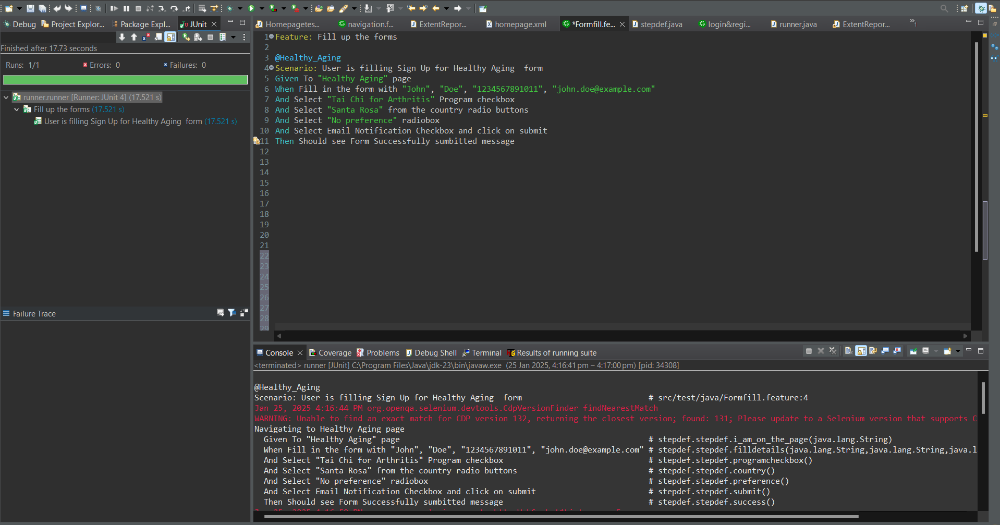 Debug
Project Explor...
Package Expl...
JUnit
Finished after 17.73 seconds
Runs: 1/1
Errors: 0
Failures: 0
runner.runner [Runner: JUnit 4] (17.521 s)
Fill up the forms (17.521 s)
User is filling Sign Up for Healthy Aging  form (17.521 s)
Failure Trace
Homepagetes...
navigation.f...
ExtentRepor...
homepage.xml
*Formfill.fe...
stepdef.java
login&regi...
runner.java
ExtentRepor...
»1
1 Feature: Fill up the forms
2
3 @Healthy_Aging
4 Scenario: User is filling Sign Up for Healthy Aging  form
5 Given To "Healthy Aging" page
6 When Fill in the form with "John", "Doe", "1234567891011", "john.doe@example.com"
7 And Select "Tai Chi for Arthritis" Program checkbox
8 And Select "Santa Rosa" from the country radio buttons
9 And Select "No preference" radiobox
10 And Select Email Notification Checkbox and click on submit
11 Then Should see Form Successfully sumbitted message
12
13
14
15
16
17
18
19
20
21
22
23
24
25
26
27
28
29
Console
Coverage
Problems
Debug Shell
Terminal
Results of running suite
<terminated> runner [JUnit] C:\Program Files\Java\jdk-23\bin\javaw.exe (25 Jan 2025, 4:16:41 pm – 4:17:00 pm) [pid: 34308]
@Healthy_Aging
Scenario: User is filling Sign Up for Healthy Aging  form # src/test/java/Formfill.feature:4
Jan 25, 2025 4:16:44 PM org.openqa.selenium.devtools.CdpVersionFinder findNearestMatch
WARNING: Unable to find an exact match for CDP version 132, returning the closest version; found: 131; Please update to a Selenium version that supports C
Navigating to Healthy Aging page
Given To "Healthy Aging" page # stepdef.stepdef.i_am_on_the_page(java.lang.String)
When Fill in the form with "John", "Doe", "1234567891011", "john.doe@example.com" # stepdef.stepdef.filldetails(java.lang.String,java.lang.String,java.l
And Select "Tai Chi for Arthritis" Program checkbox # stepdef.stepdef.programcheckbox()
And Select "Santa Rosa" from the country radio buttons # stepdef.stepdef.country()
And Select "No preference" radiobox # stepdef.stepdef.preference()
And Select Email Notification Checkbox and click on submit # stepdef.stepdef.submit()
Then Should see Form Successfully sumbitted message # stepdef.stepdef.success()